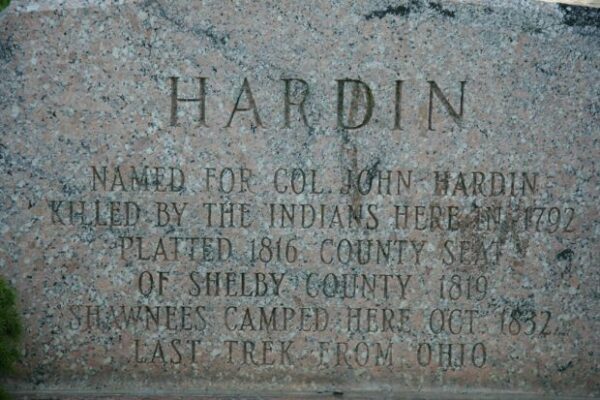 HARDIN
NAMED FOR COL. JOHN HARDIN
KILLED BY THE INDIANS HERE IN 1792
PLATTED 1816. COUNTY SEAT
OF SHELBY COUNTY 1819.
SHAWNEES CAMPED HERE OCT. 1832.
LAST TREK FROM OHIO